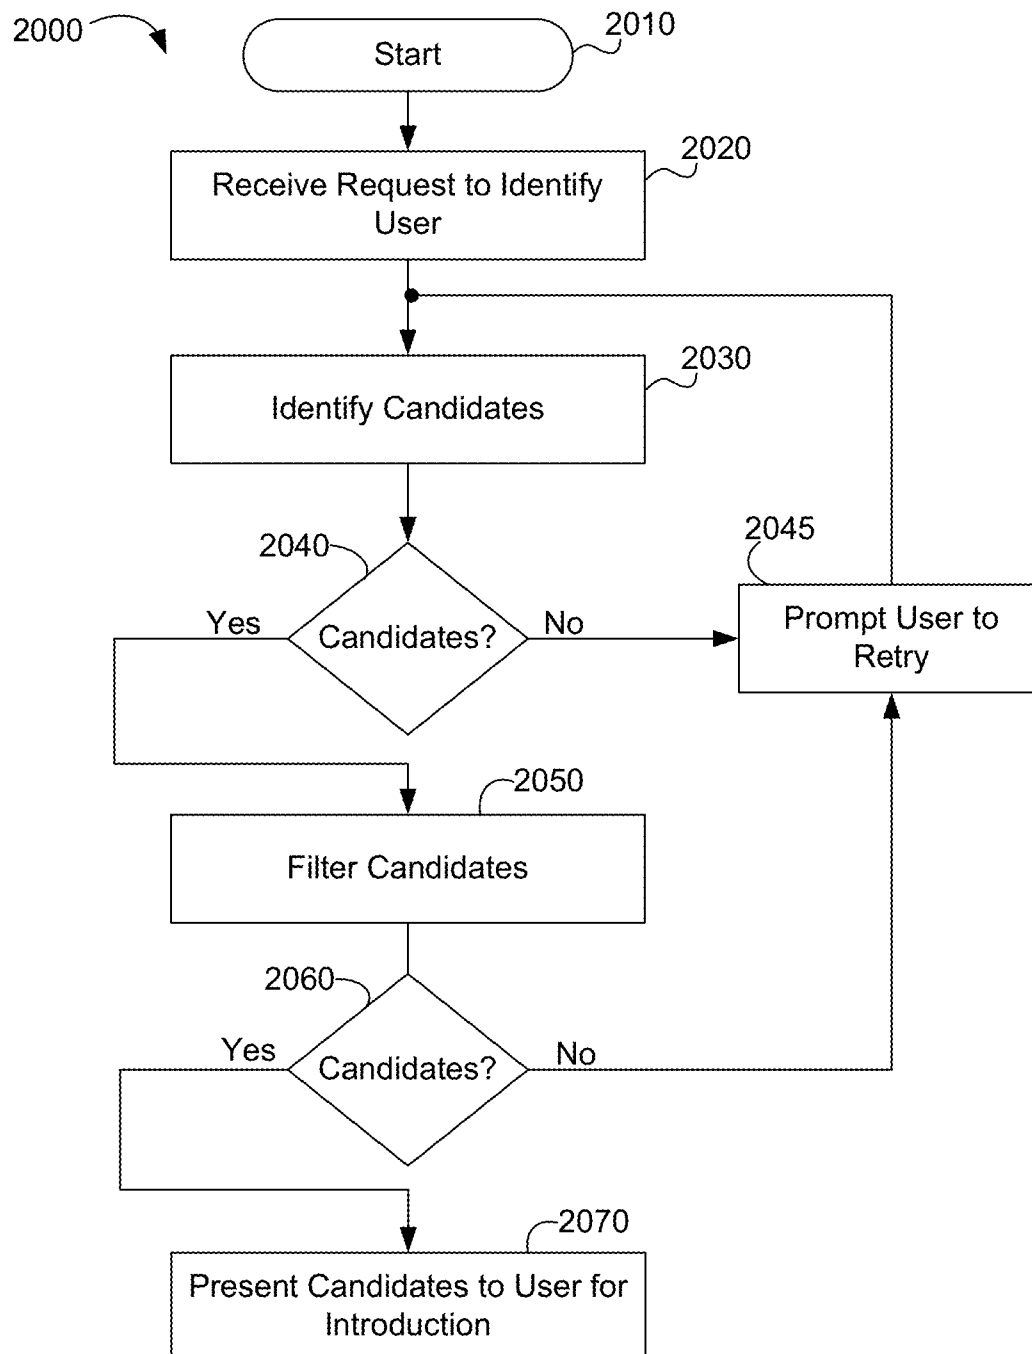 2000
2010
Start
2020
Receive Request to Identify
User
2030
Identify Candidates
2040
2045
Yes
Candidates?
No
Prompt User to
Retry
2050
Filter Candidates
2060
Yes
Candidates?
No
2070
Present Candidates to User for
Introduction